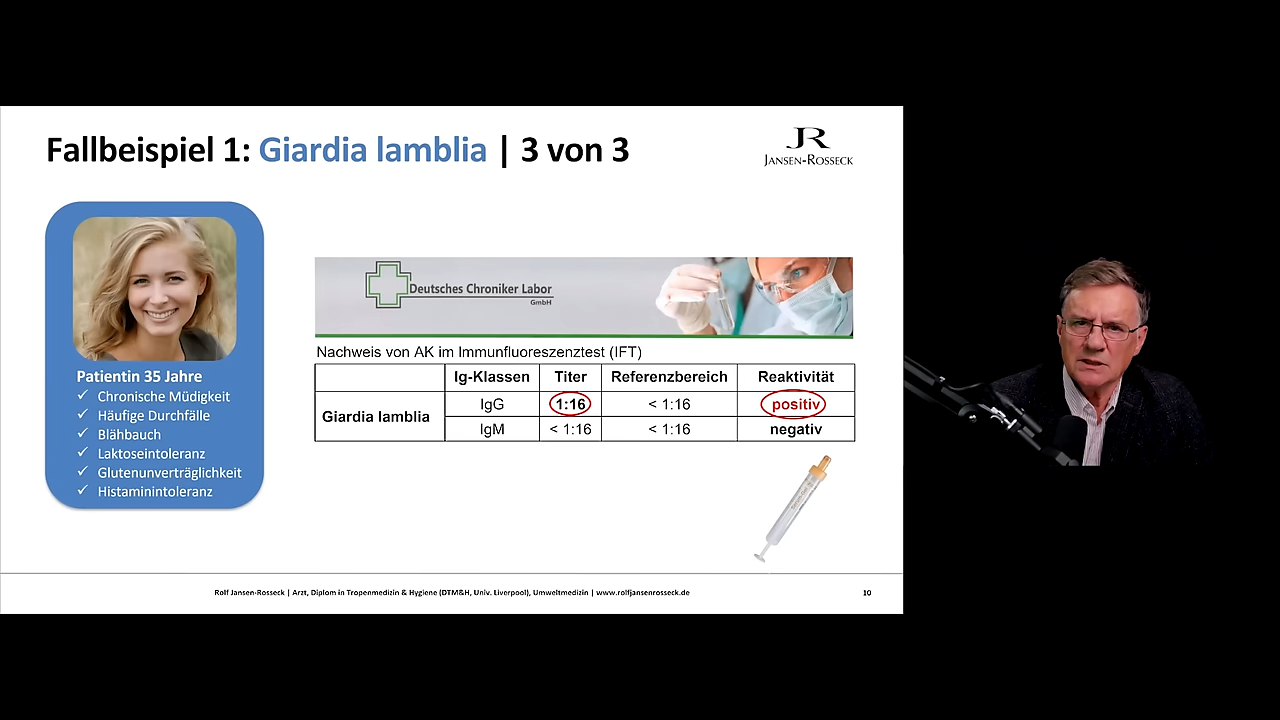 Fallbeispiel 1: Giardia lamblia | 3 von 3
JR
JANSEN-ROSSECK
Patientin 35 Jahre
✓ Chronische Müdigkeit
✓ Häufige Durchfälle
✓ Blähbauch
✓ Laktoseintoleranz
✓ Glutenunverträglichkeit
✓ Histaminintoleranz
Deutsches Chroniker Labor
GmbH
Nachweis von AK im Immunfluoreszenztest (IFT)
Ig-Klassen Titer Referenzbereich Reaktivität
Giardia lamblia
IgG 1:16 < 1:16 positiv
IgM < 1:16 < 1:16 negativ
Rolf Jansen-Rosseck | Arzt, Diplom in Tropenmedizin & Hygiene (DTM&H, Univ. Liverpool), Umweltmedizin | www.rolfjansenrosseck.de
10